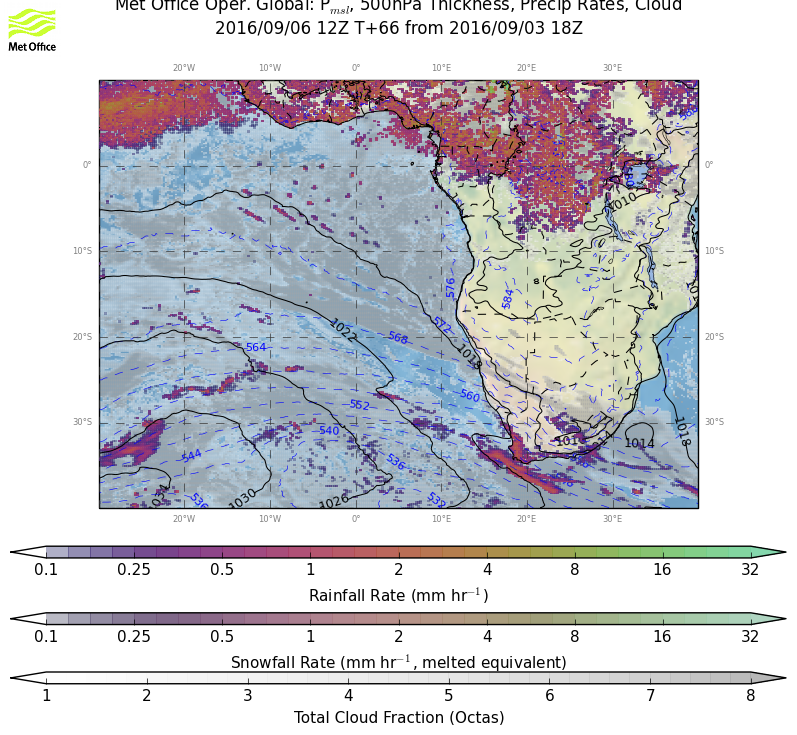 Met Office Oper. Global: Pmsl, 500hPa Thickness, Precip Rates, Cloud
2016/09/06 12Z T+66 from 2016/09/03 18Z
Met Office
20°W 10°W 0° 10°E 20°E 30°E
0° 0°
1010
10°S 10°S
576 584
572
1022 568
20°S 20°S
564 1018
560
552
30°S 30°S
540 1014 1014 1018
544 536
1030 1026 532
536
20°W 10°W 0° 10°E 20°E 30°E
0.1 0.25 0.5 1 2 4 8 16 32
Rainfall Rate (mm hr⁻¹)
0.1 0.25 0.5 1 2 4 8 16 32
Snowfall Rate (mm hr⁻¹, melted equivalent)
1 2 3 4 5 6 7 8
Total Cloud Fraction (Octas)